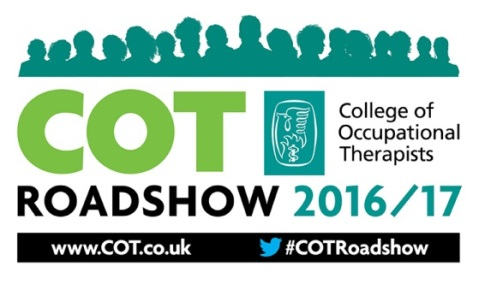 COT
College of
Occupational
Therapists
ROADSHOW 2016/17
www.COT.co.uk #COTRoadshow